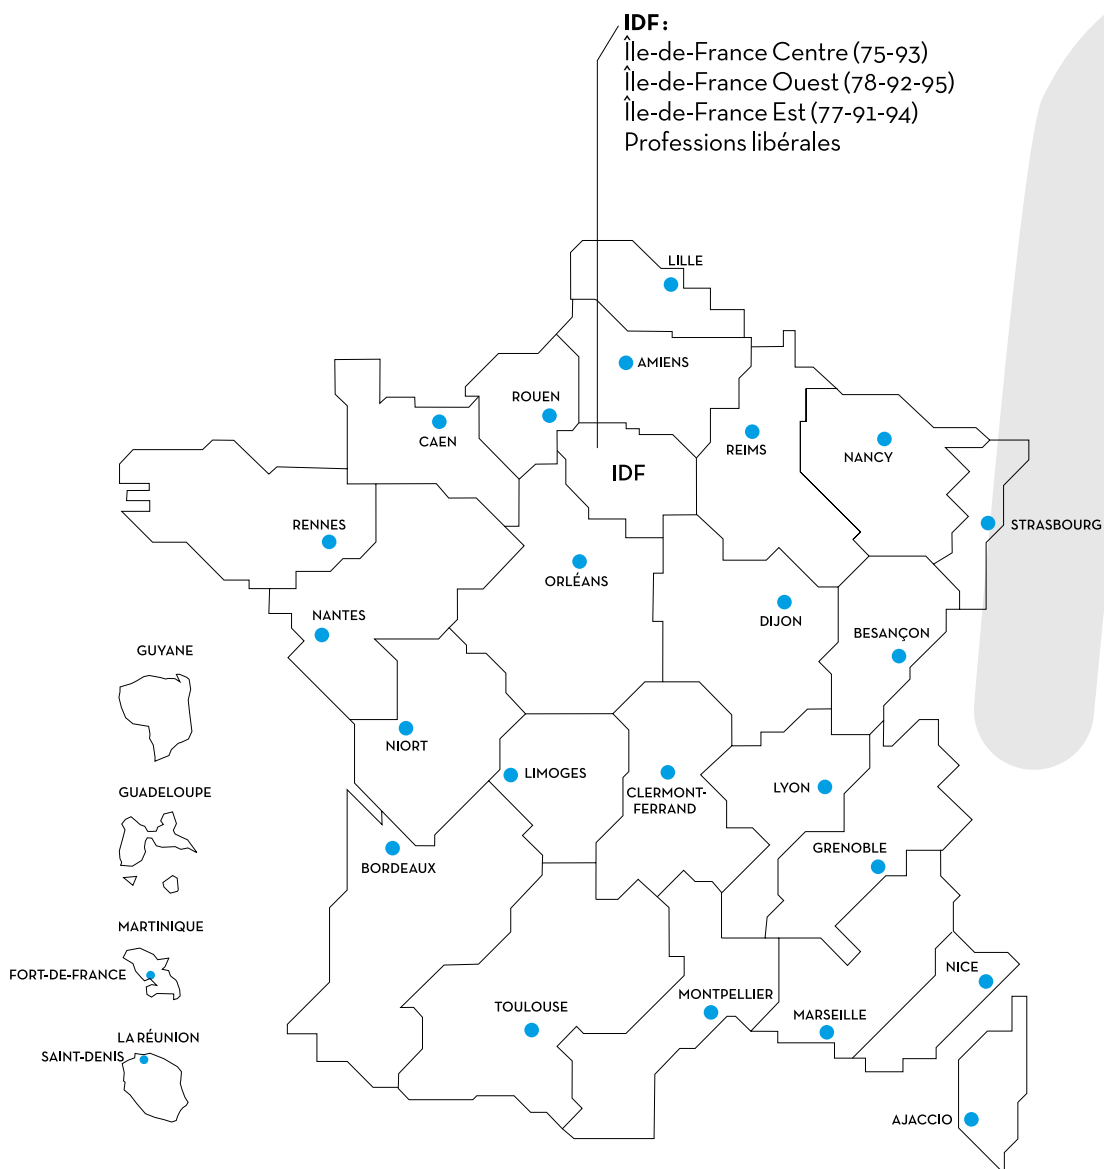 IDF:
Île-de-France Centre (75-93)
Île-de-France Ouest (78-92-95)
Île-de-France Est (77-91-94)
Professions libérales
LILLE
AMIENS
ROUEN
CAEN
REIMS
NANCY
IDF
RENNES
STRASBOURG
ORLÉANS
NANTES
DIJON
BESANÇON
GUYANE
NIORT
LIMOGES
CLERMONT-
FERRAND
LYON
GUADELOUPE
GRENOBLE
BORDEAUX
MARTINIQUE
FORT-DE-FRANCE
NICE
MONTPELLIER
TOULOUSE
MARSEILLE
LA RÉUNION
SAINT-DENIS
AJACCIO